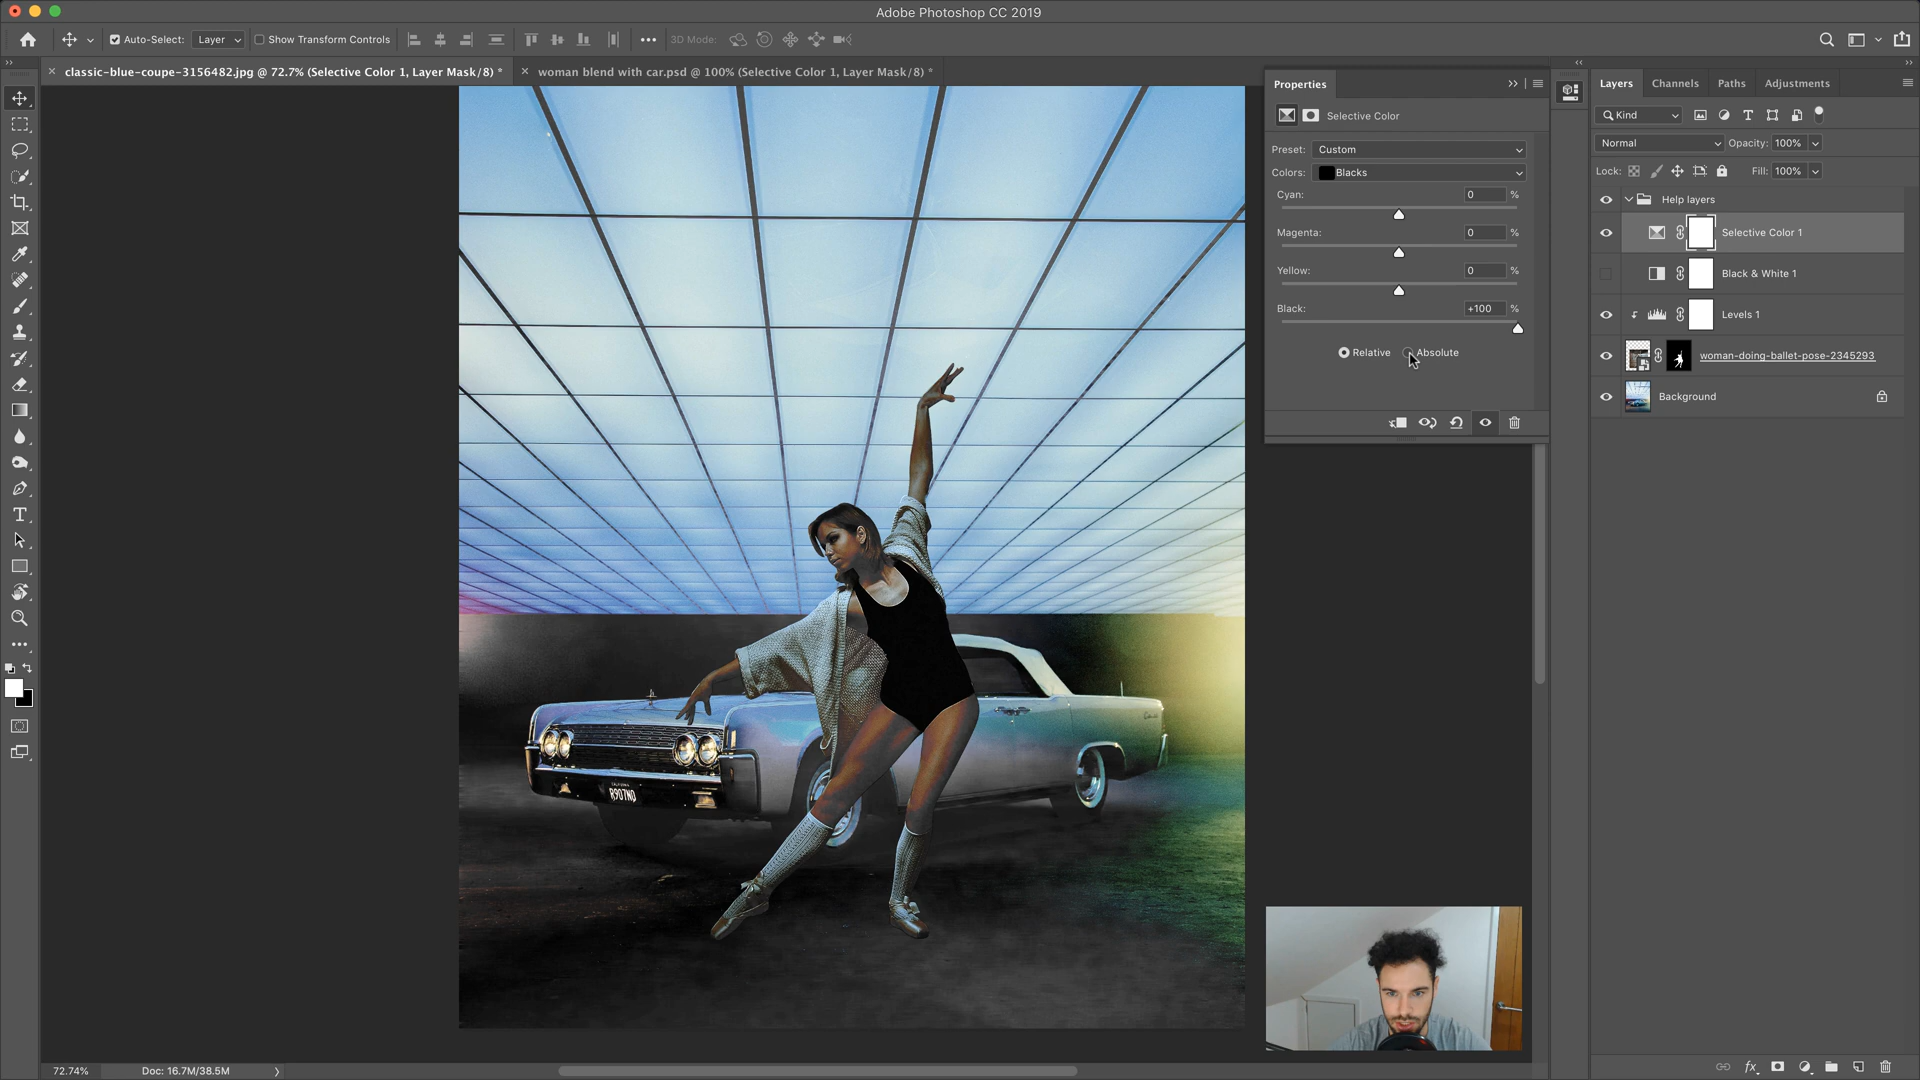 Adobe Photoshop CC 2019
Auto-Select: Layer Show Transform Controls 3D Mode:
classic-blue-coupe-3156482.jpg @ 72.7% (Selective Color 1, Layer Mask/8) *
woman blend with car.psd @ 100% (Selective Color 1, Layer Mask/8) *
Properties
Selective Color
Preset: Custom
Colors: Blacks
Cyan: 0 %
Magenta: 0 %
Yellow: 0 %
Black: +100 %
Relative Absolute
Layers Channels Paths Adjustments
Kind
Normal Opacity: 100%
Lock: Fill: 100%
Help layers
Selective Color 1
Black & White 1
Levels 1
woman-doing-ballet-pose-2345293
Background
R907ND
72.74% Doc: 16.7M/38.5M